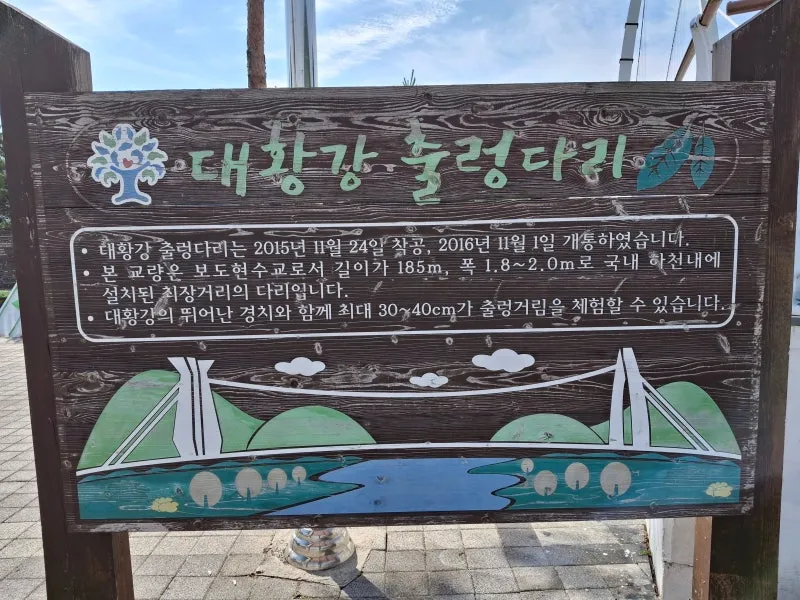 대황강 출렁다리
• 대황강 출렁다리는 2015년 11월 24일 착공, 2016년 11월 1일 개통하였습니다.
• 본 교량은 보도현수교로서 길이가 185m, 폭 1.8~2.0m로 국내 하천내에
설치된 최장거리의 다리입니다.
• 대황강의 뛰어난 경치와 함께 최대 30~40cm가 출렁거림을 체험할 수 있습니다.